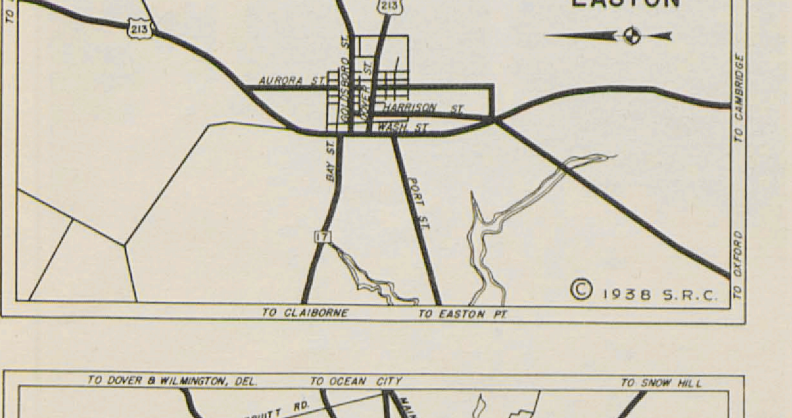 EASTON
213
213
TO
TO CAMBRIDGE
AURORA ST.
GOLDSBORO ST.
DOVER ST.
HARRISON ST.
WASH. ST.
BAY ST.
PORT ST.
17
TO OXFORD
© 1938 S.R.C.
TO CLAIBORNE
TO EASTON PT.
TO DOVER & WILMINGTON, DEL.
TO OCEAN CITY
TO SNOW HILL
RD.